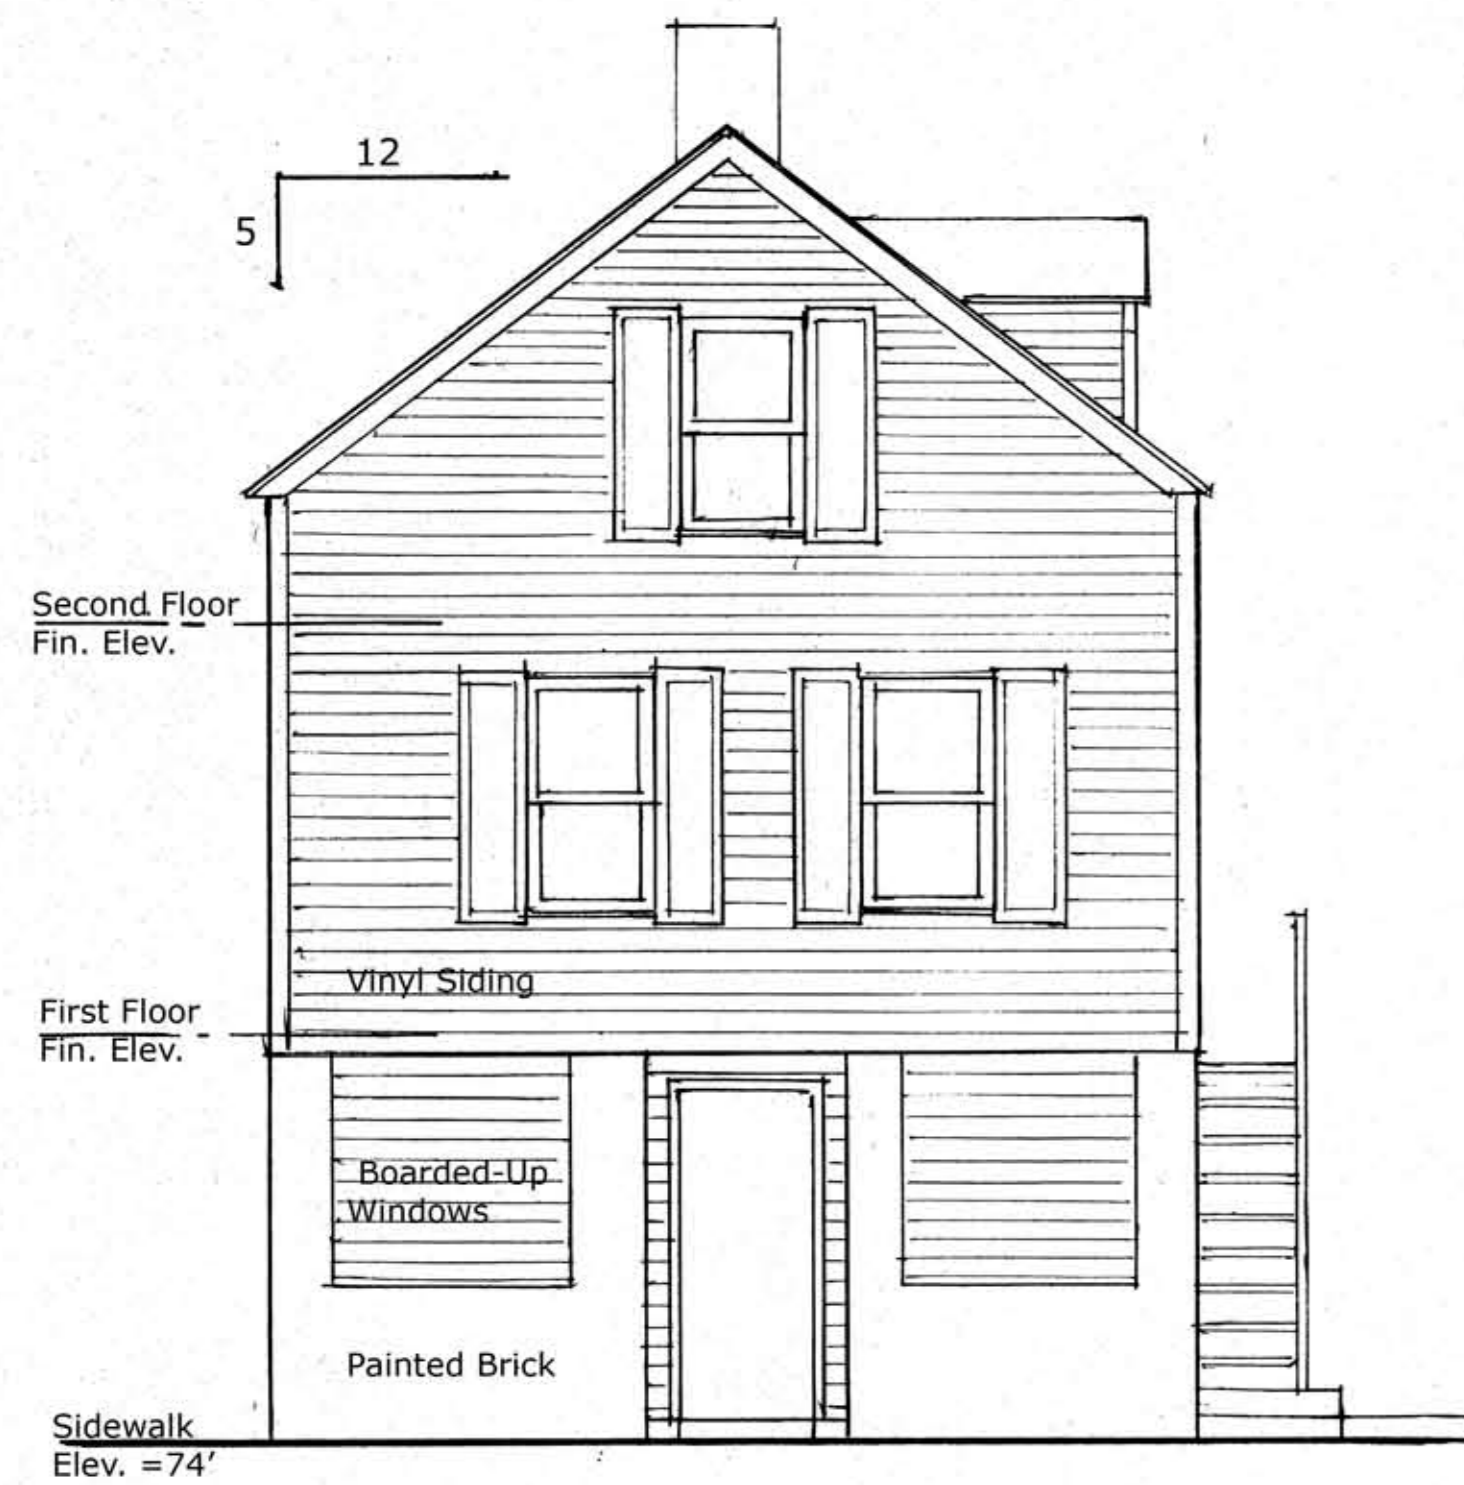 12
5
Second Floor
Fin. Elev.
Vinyl Siding
First Floor
Fin. Elev.
Boarded-Up
Windows
Painted Brick
Sidewalk
Elev. =74’